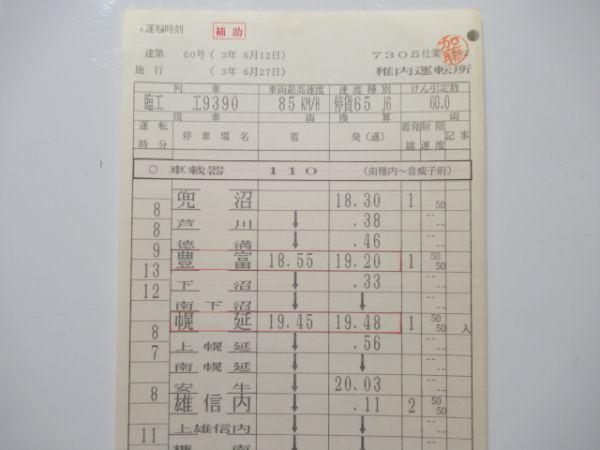 運転時刻 補助
達第 60号 ( 3年 6月12日) 7305仕業
施行 ( 3年 6月27日) 稚内運転所
列車 車両最高速度 速度種別 けん引定数
臨工 工9390 85KM/H 停貨65 J6 60.0
運転時分 現車 両 換算 両
停車場名 着 発(通) 着発線 制限速度 記事
○ 車載器 110 (南稚内～音威子府)
兜沼 18.30 1 50
8 芦川 ↓ .38
8 徳満 ↓ .46
9 豊富 18.55 19.20 1 50 50
13 下沼 ↓ .33
12 南下沼 ↓ ↓
幌延 19.45 19.48 1 50 50 入
8 上幌延 ↓ .56
7 南幌延 ↓ ↓
安牛 ↓ 20.03
8 雄信内 ↓ .11 2 50 50
上雄信内 ↓ ↓
11